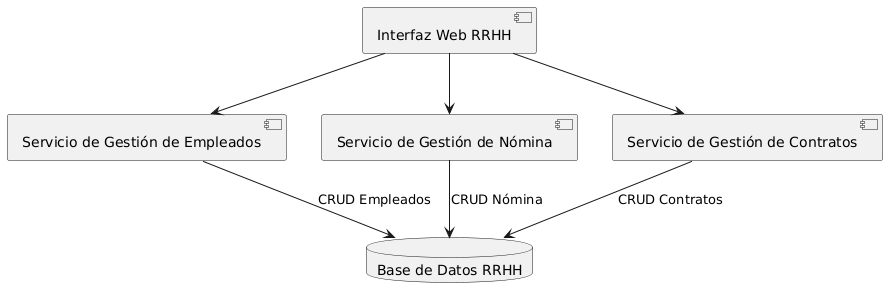 Interfaz Web RRHH
Servicio de Gestión de Empleados
Servicio de Gestión de Nómina
Servicio de Gestión de Contratos
CRUD Empleados
CRUD Nómina
CRUD Contratos
Base de Datos RRHH